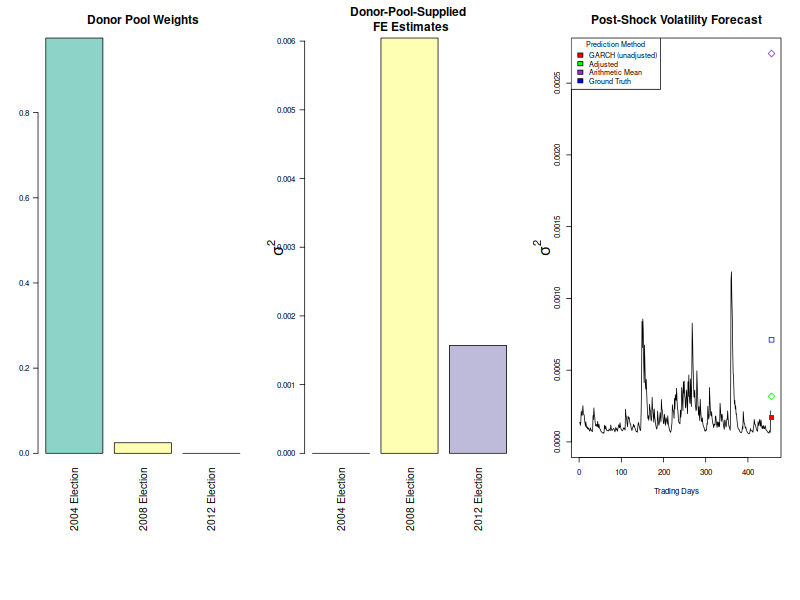 Donor Pool Weights
0.8
0.6
0.4
0.2
0.0
2004 Election
2008 Election
2012 Election
Donor-Pool-Supplied
FE Estimates
σ2
0.006
0.005
0.004
0.003
0.002
0.001
0.000
2004 Election
2008 Election
2012 Election
Post-Shock Volatility Forecast
σ2
0.0025
0.0020
0.0015
0.0010
0.0005
0.0000
Prediction Method
GARCH (unadjusted)
Adjusted
Arithmetic Mean
Ground Truth
0 100 200 300 400
Trading Days